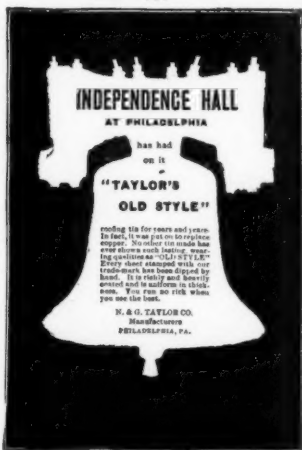 INDEPENDENCE HALL
AT PHILADELPHIA
has had
on it
"TAYLOR'S
OLD STYLE"
roofing tin for years and years.
In fact, it was put on to replace
copper. No other tin made has
ever shown such lasting, wear-
ing qualities as "OLD STYLE"
Every sheet stamped with our
trade-mark has been dipped by
hand. It is richly and heavily
coated and is uniform in thick-
ness. You run no risk when
you use the best.
N. & G. TAYLOR CO.
Manufacturers
PHILADELPHIA, PA.